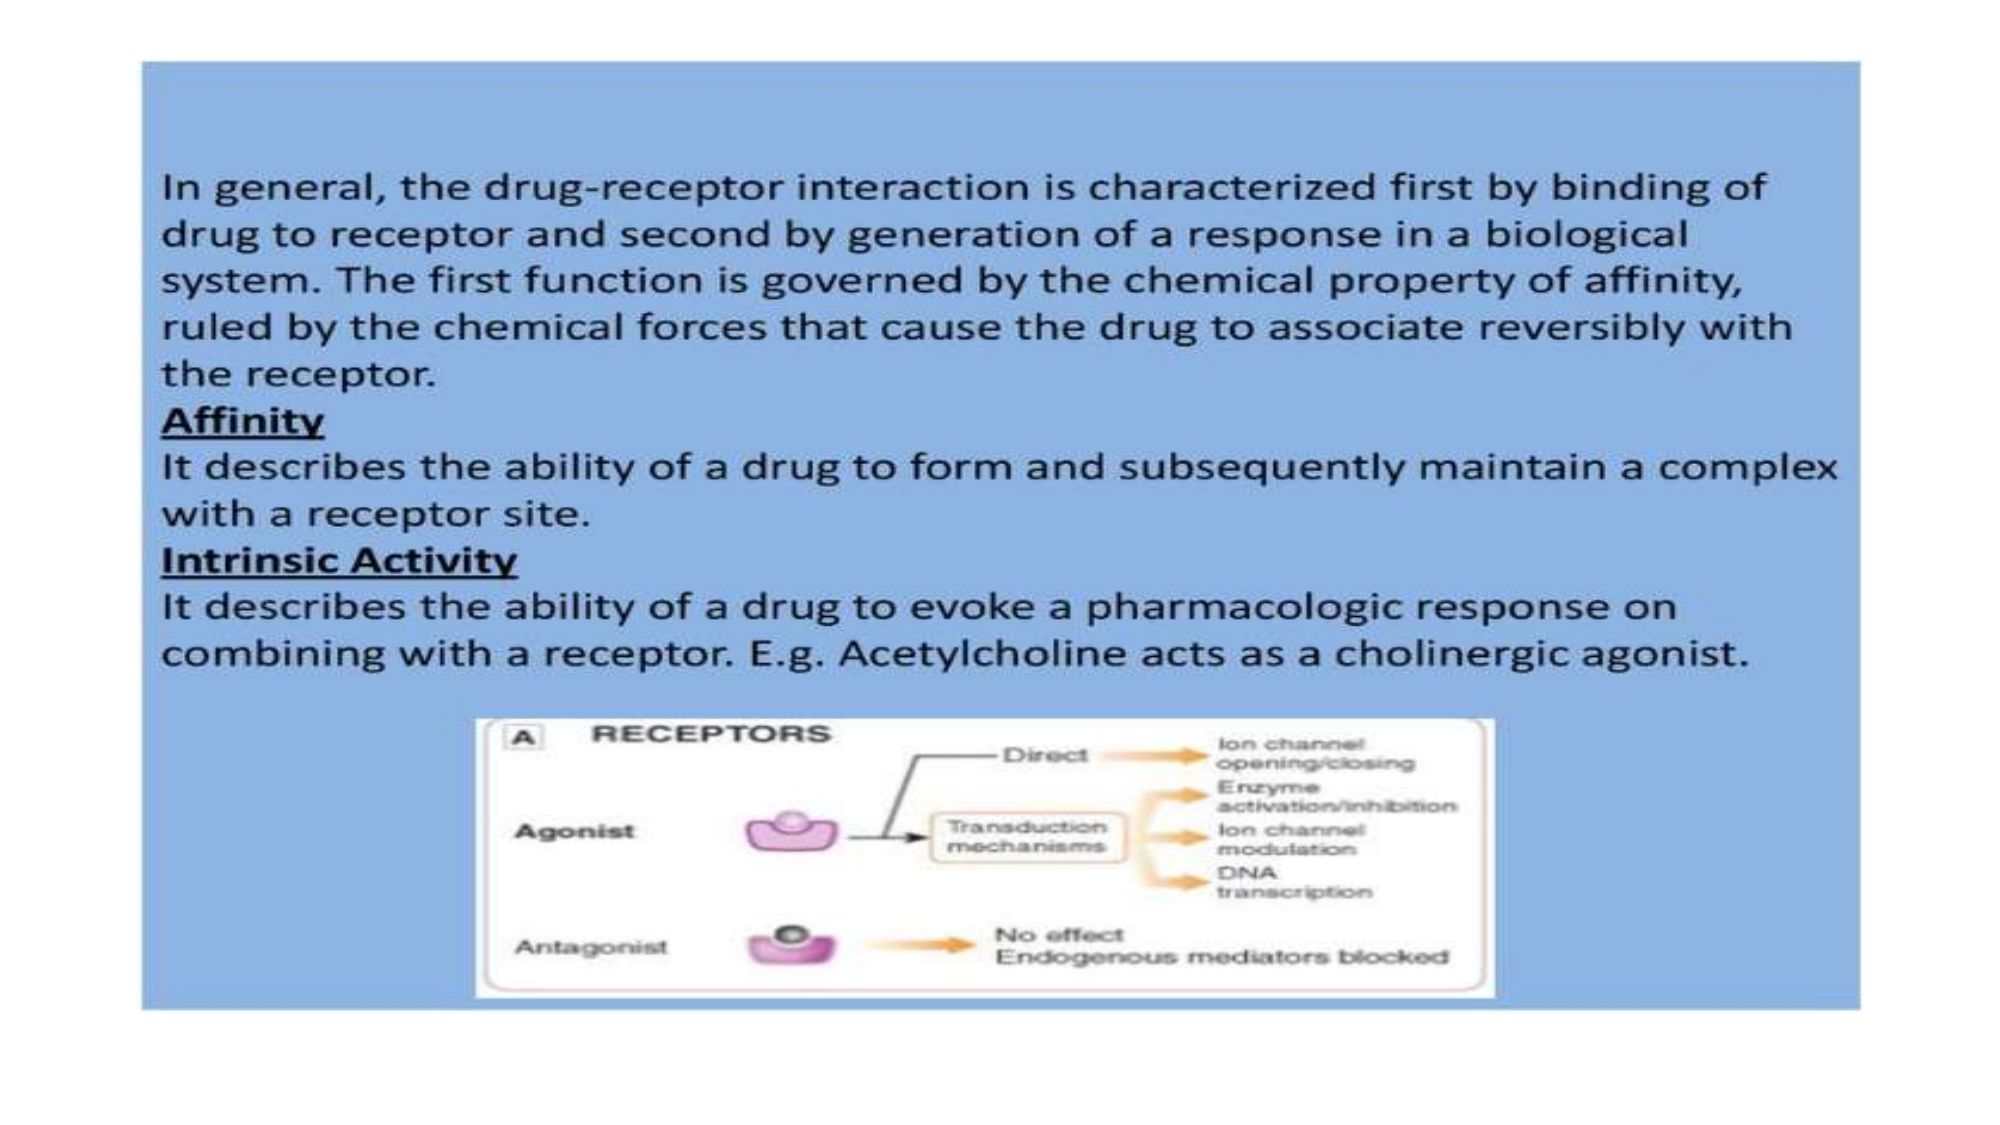 In general, the drug-receptor interaction is characterized first by binding of
drug to receptor and second by generation of a response in a biological
system. The first function is governed by the chemical property of affinity,
ruled by the chemical forces that cause the drug to associate reversibly with
the receptor.
Affinity
It describes the ability of a drug to form and subsequently maintain a complex
with a receptor site.
Intrinsic Activity
It describes the ability of a drug to evoke a pharmacologic response on
combining with a receptor. E.g. Acetylcholine acts as a cholinergic agonist.
A RECEPTORS
Direct
Ion channel
opening/closing
Enzyme
activation/inhibition
Agonist
Transduction
mechanisms
Ion channel
modulation
DNA
transcription
Antagonist
No effect
Endogenous mediators blocked